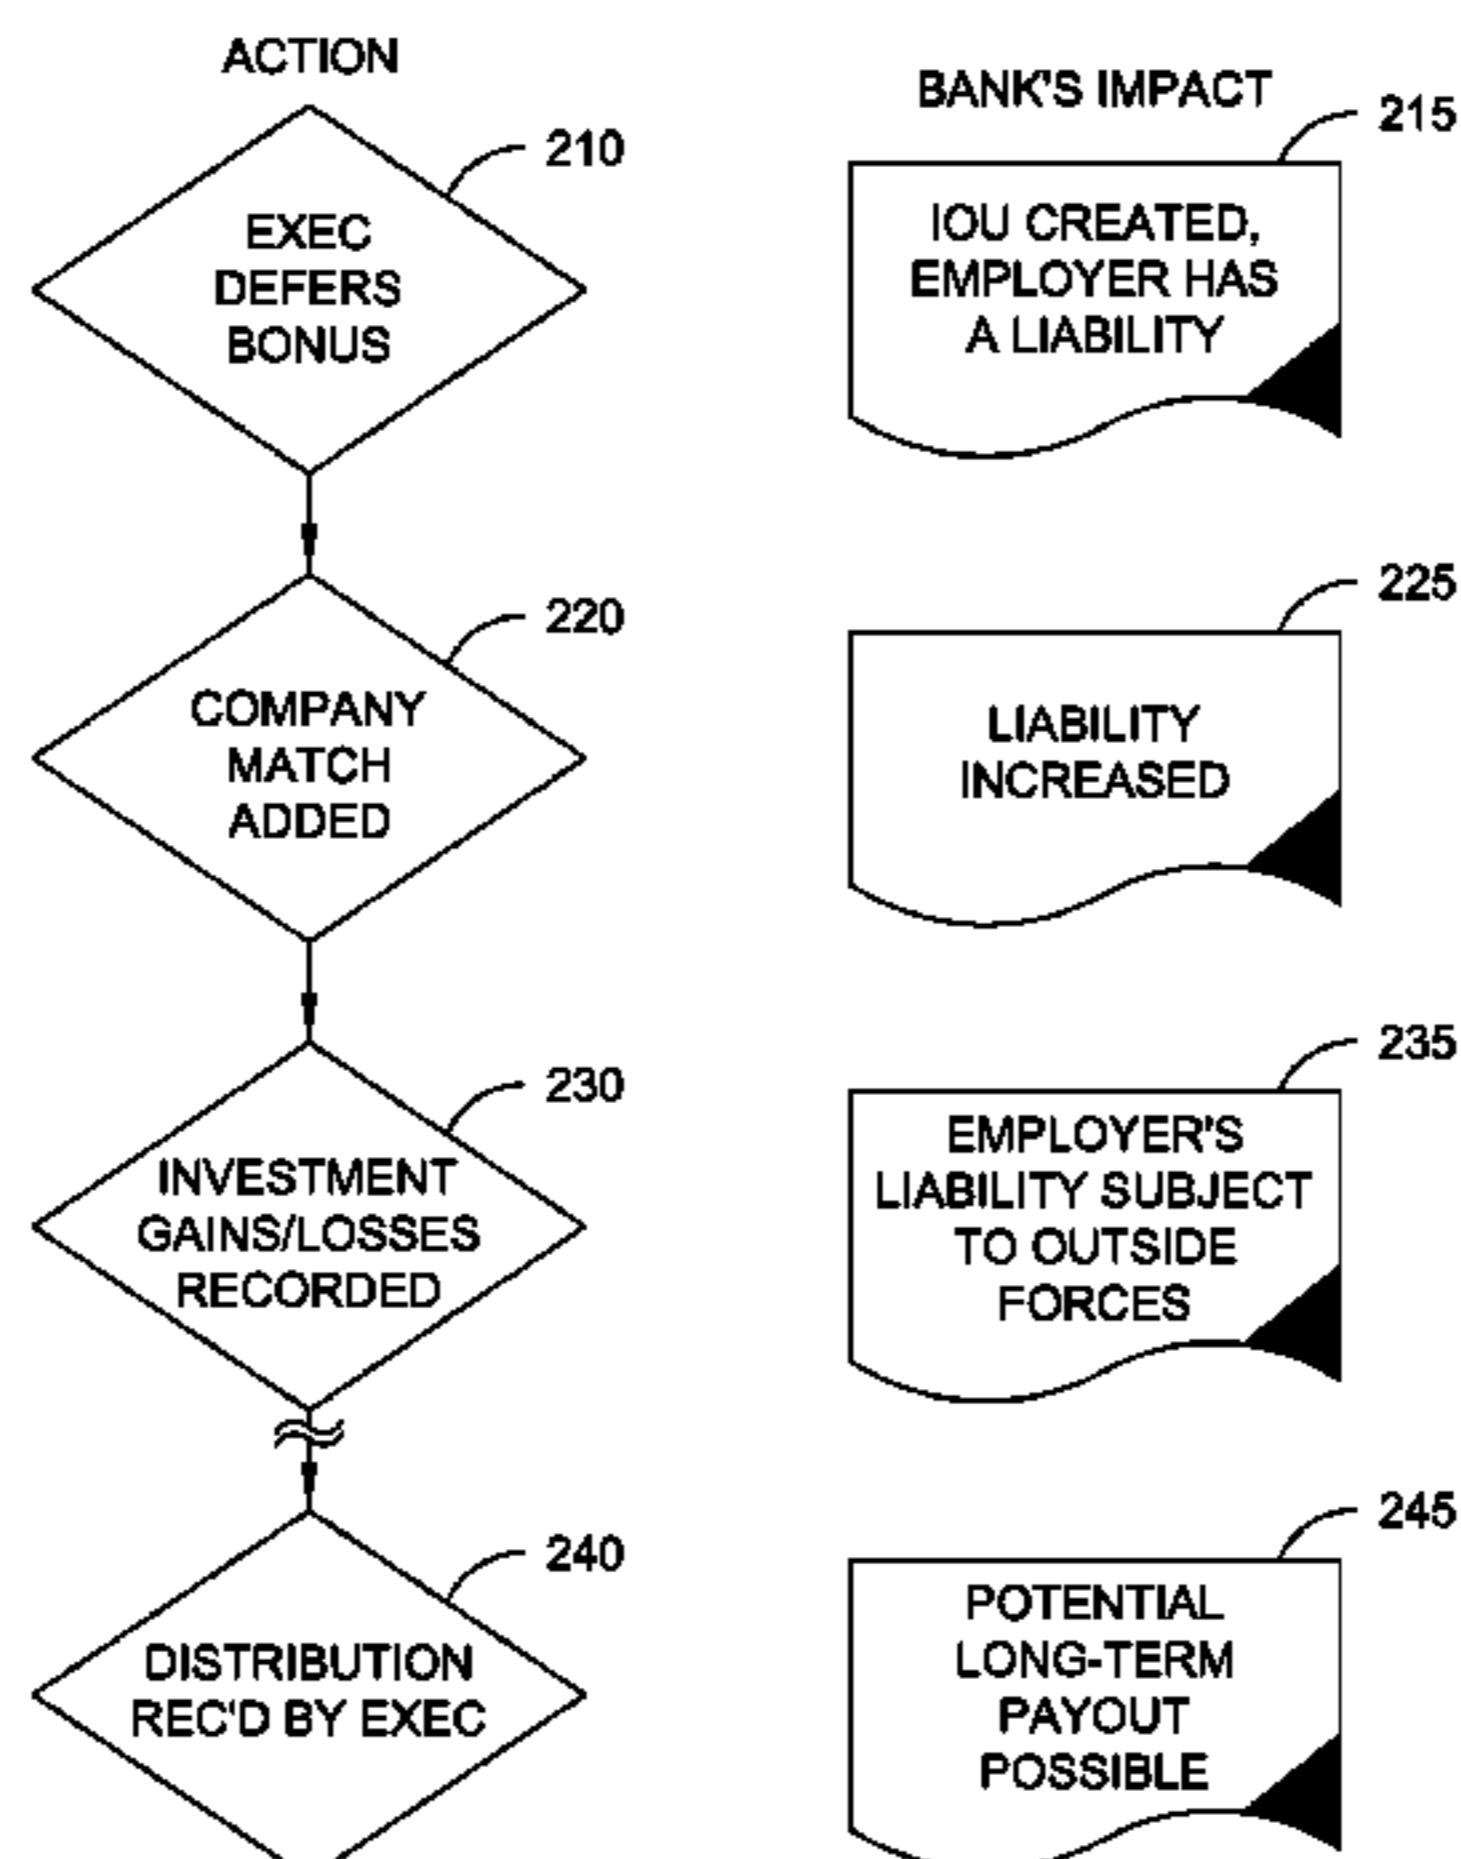 ACTION
BANK'S IMPACT
210
EXEC
DEFERS
BONUS
215
IOU CREATED,
EMPLOYER HAS
A LIABILITY
220
COMPANY
MATCH
ADDED
225
LIABILITY
INCREASED
230
INVESTMENT
GAINS/LOSSES
RECORDED
235
EMPLOYER'S
LIABILITY SUBJECT
TO OUTSIDE
FORCES
240
DISTRIBUTION
REC'D BY EXEC
245
POTENTIAL
LONG-TERM
PAYOUT
POSSIBLE